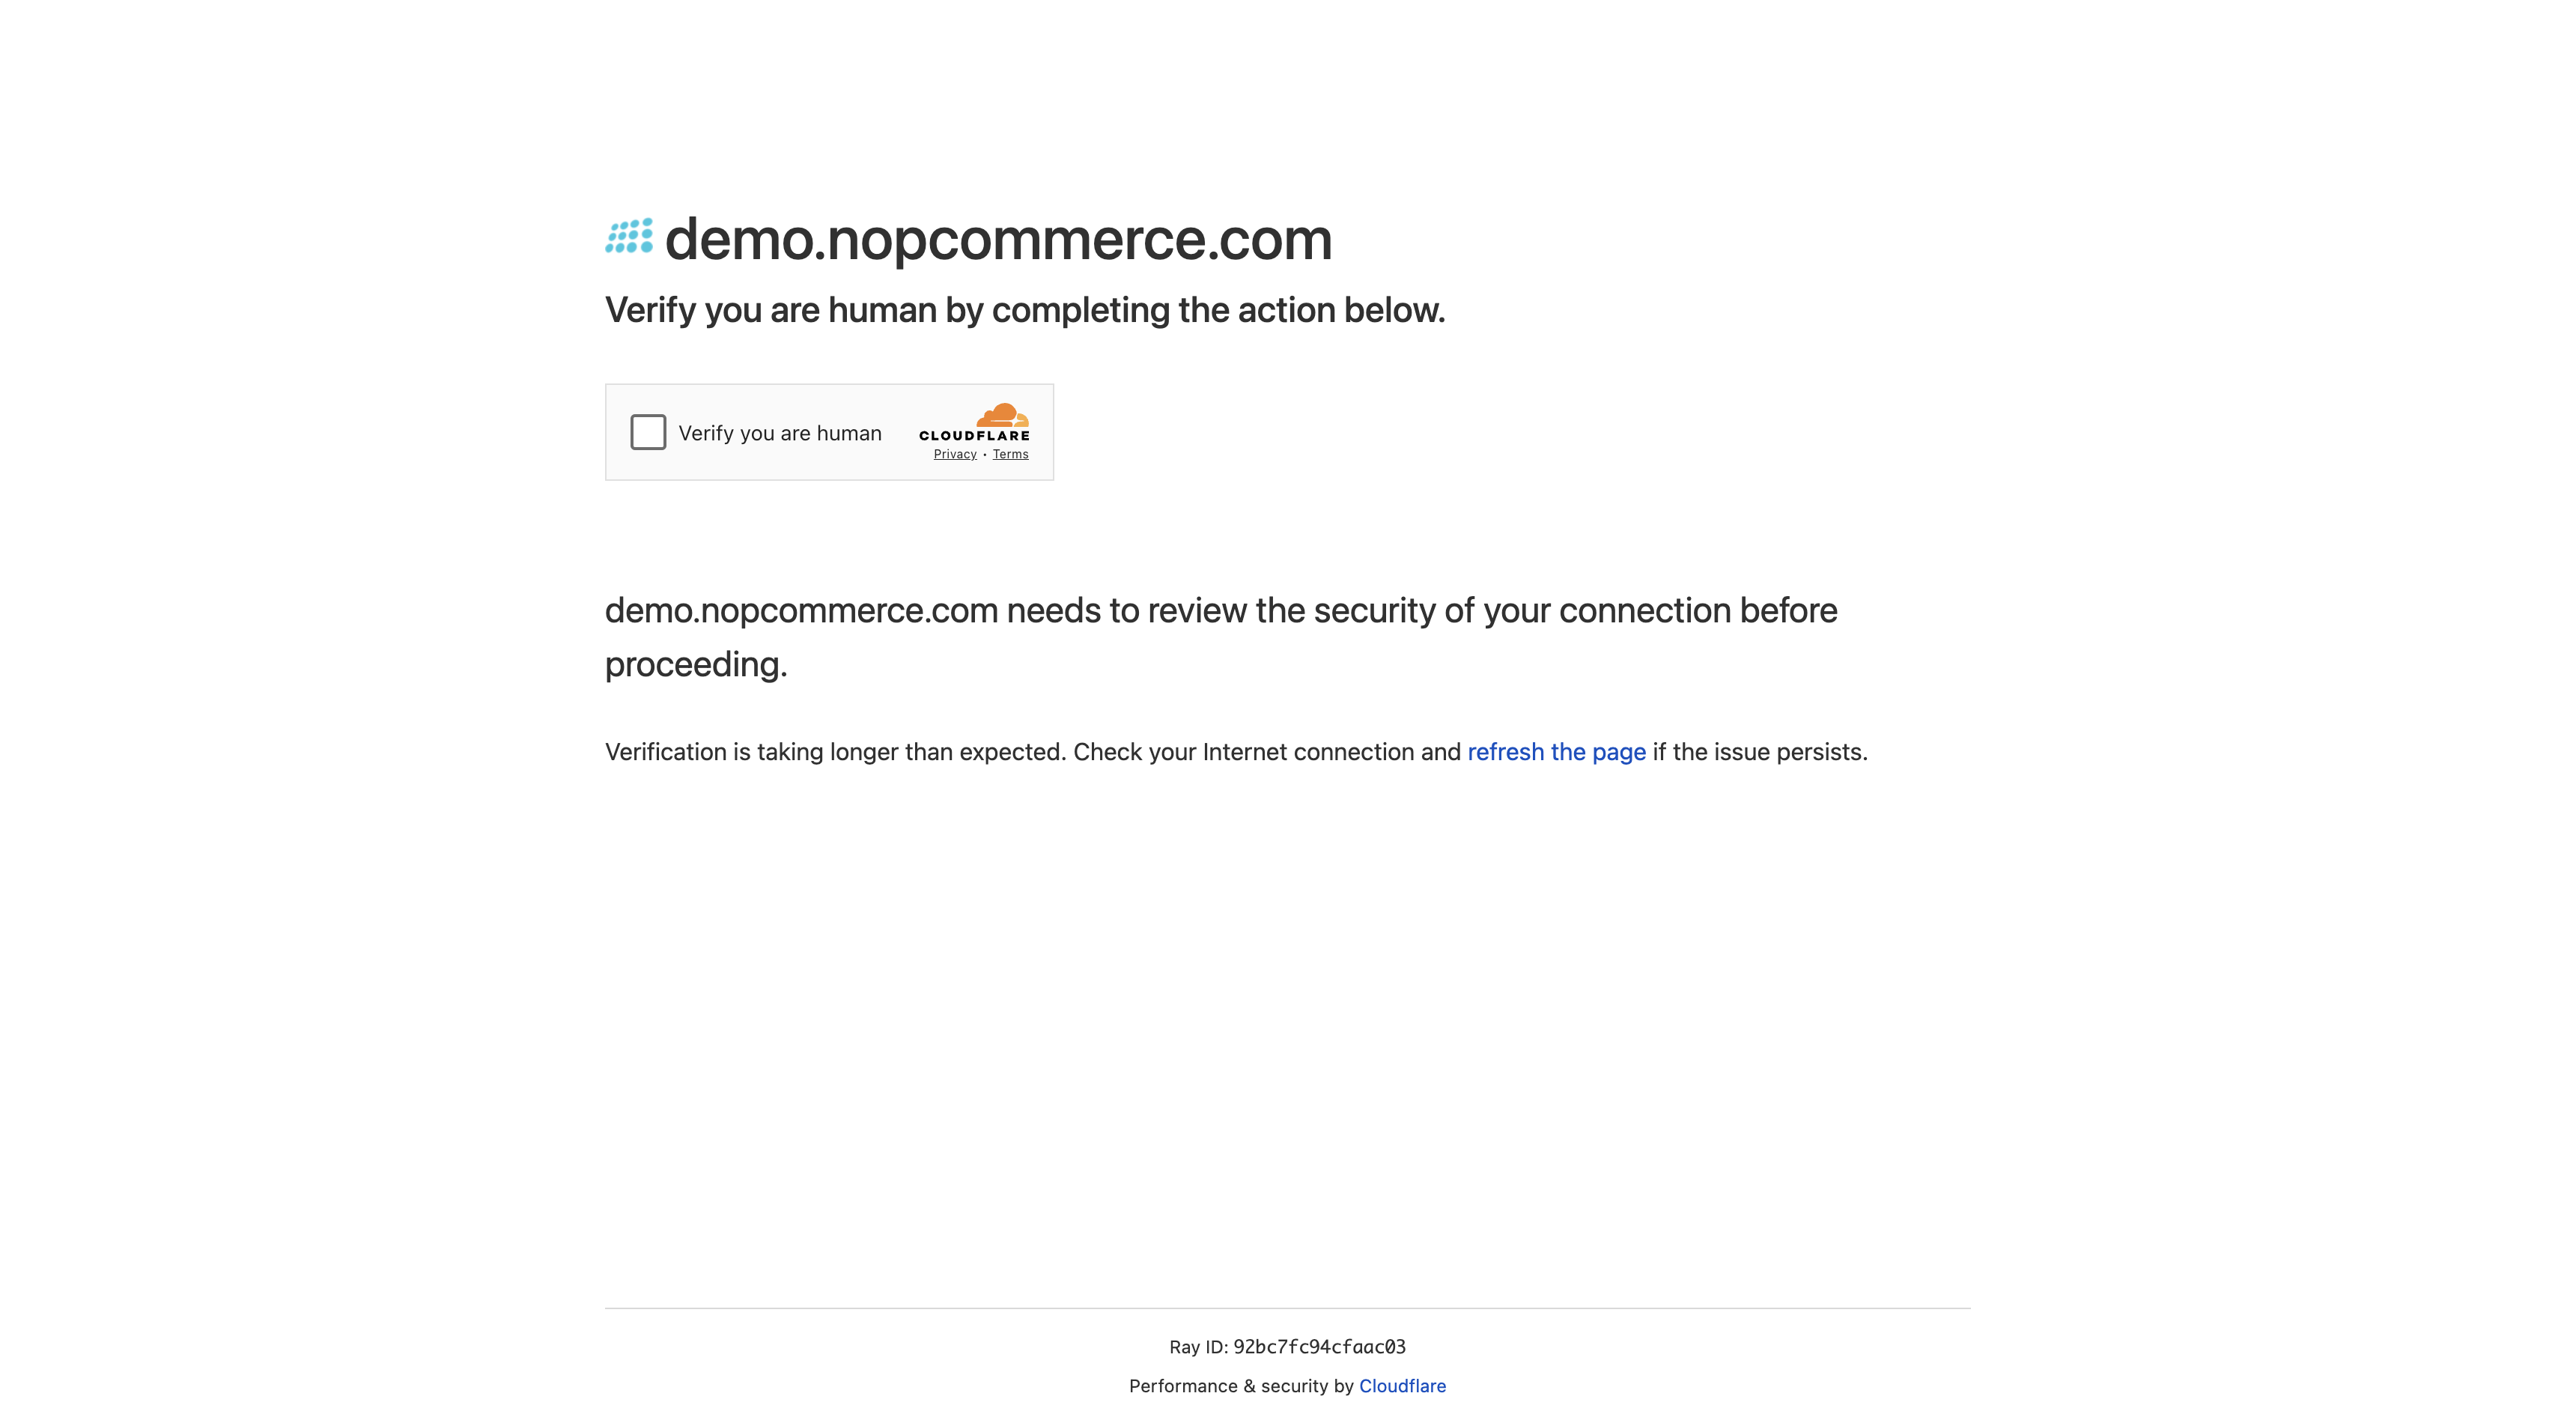 demo.nopcommerce.com
Verify you are human by completing the action below.
Verify you are human
CLOUDFLARE
Privacy • Terms
demo.nopcommerce.com needs to review the security of your connection before
proceeding.
Verification is taking longer than expected. Check your Internet connection and refresh the page if the issue persists.
Ray ID: 92bc7fc94cfaac03
Performance & security by Cloudflare